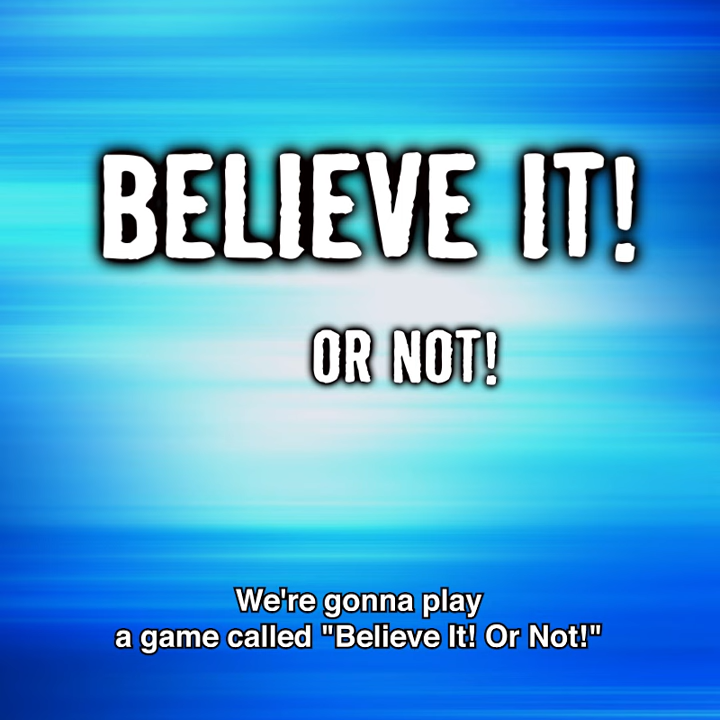 BELIEVE IT!
OR NOT!
We're gonna play
a game called "Believe It! Or Not!"